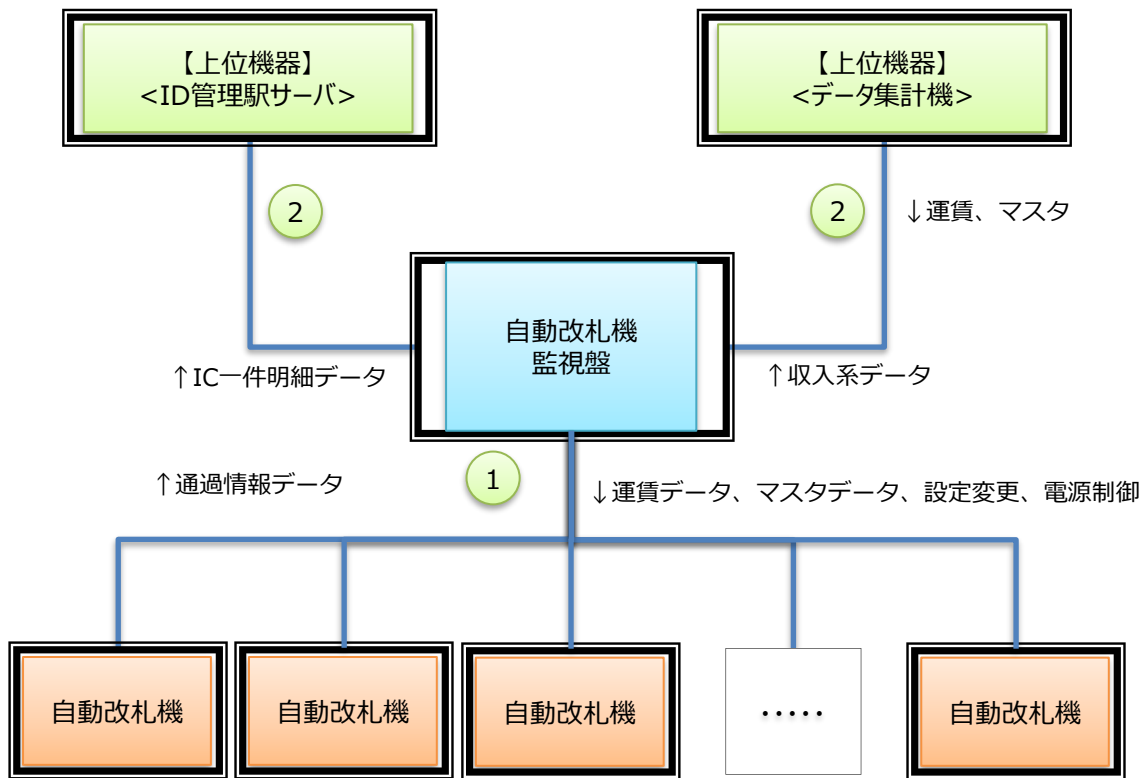 【上位機器】
<ID管理駅サーバ>
【上位機器】
<データ集計機>
2
2
↓運賃、マスタ
自動改札機
監視盤
↑IC一件明細データ
↑収入系データ
1
↑通過情報データ
↓運賃データ、マスタデータ、設定変更、電源制御
自動改札機
自動改札機
自動改札機
・・・・・
自動改札機